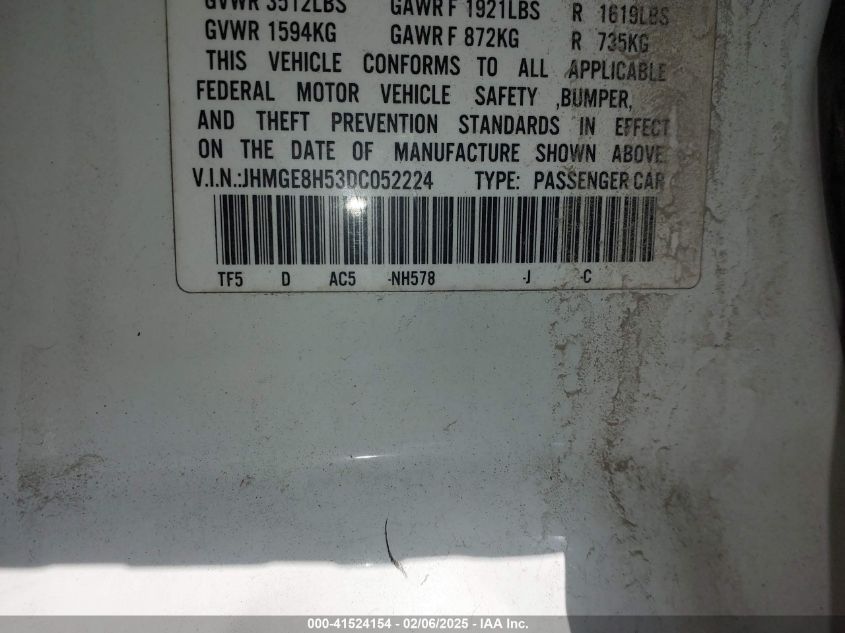 GVWR 3512LBS GAWR F 1921LBS R 1619LBS
GVWR 1594KG GAWR F 872KG R 735KG
THIS VEHICLE CONFORMS TO ALL APPLICABLE
FEDERAL MOTOR VEHICLE SAFETY ,BUMPER,
AND THEFT PREVENTION STANDARDS IN EFFECT
ON THE DATE OF MANUFACTURE SHOWN ABOVE.
V.I.N.:JHMGE8H53DC052224 TYPE: PASSENGER CAR
TF5 D AC5 -NH578 -J -C
000-41524154 - 02/06/2025 - IAA Inc.